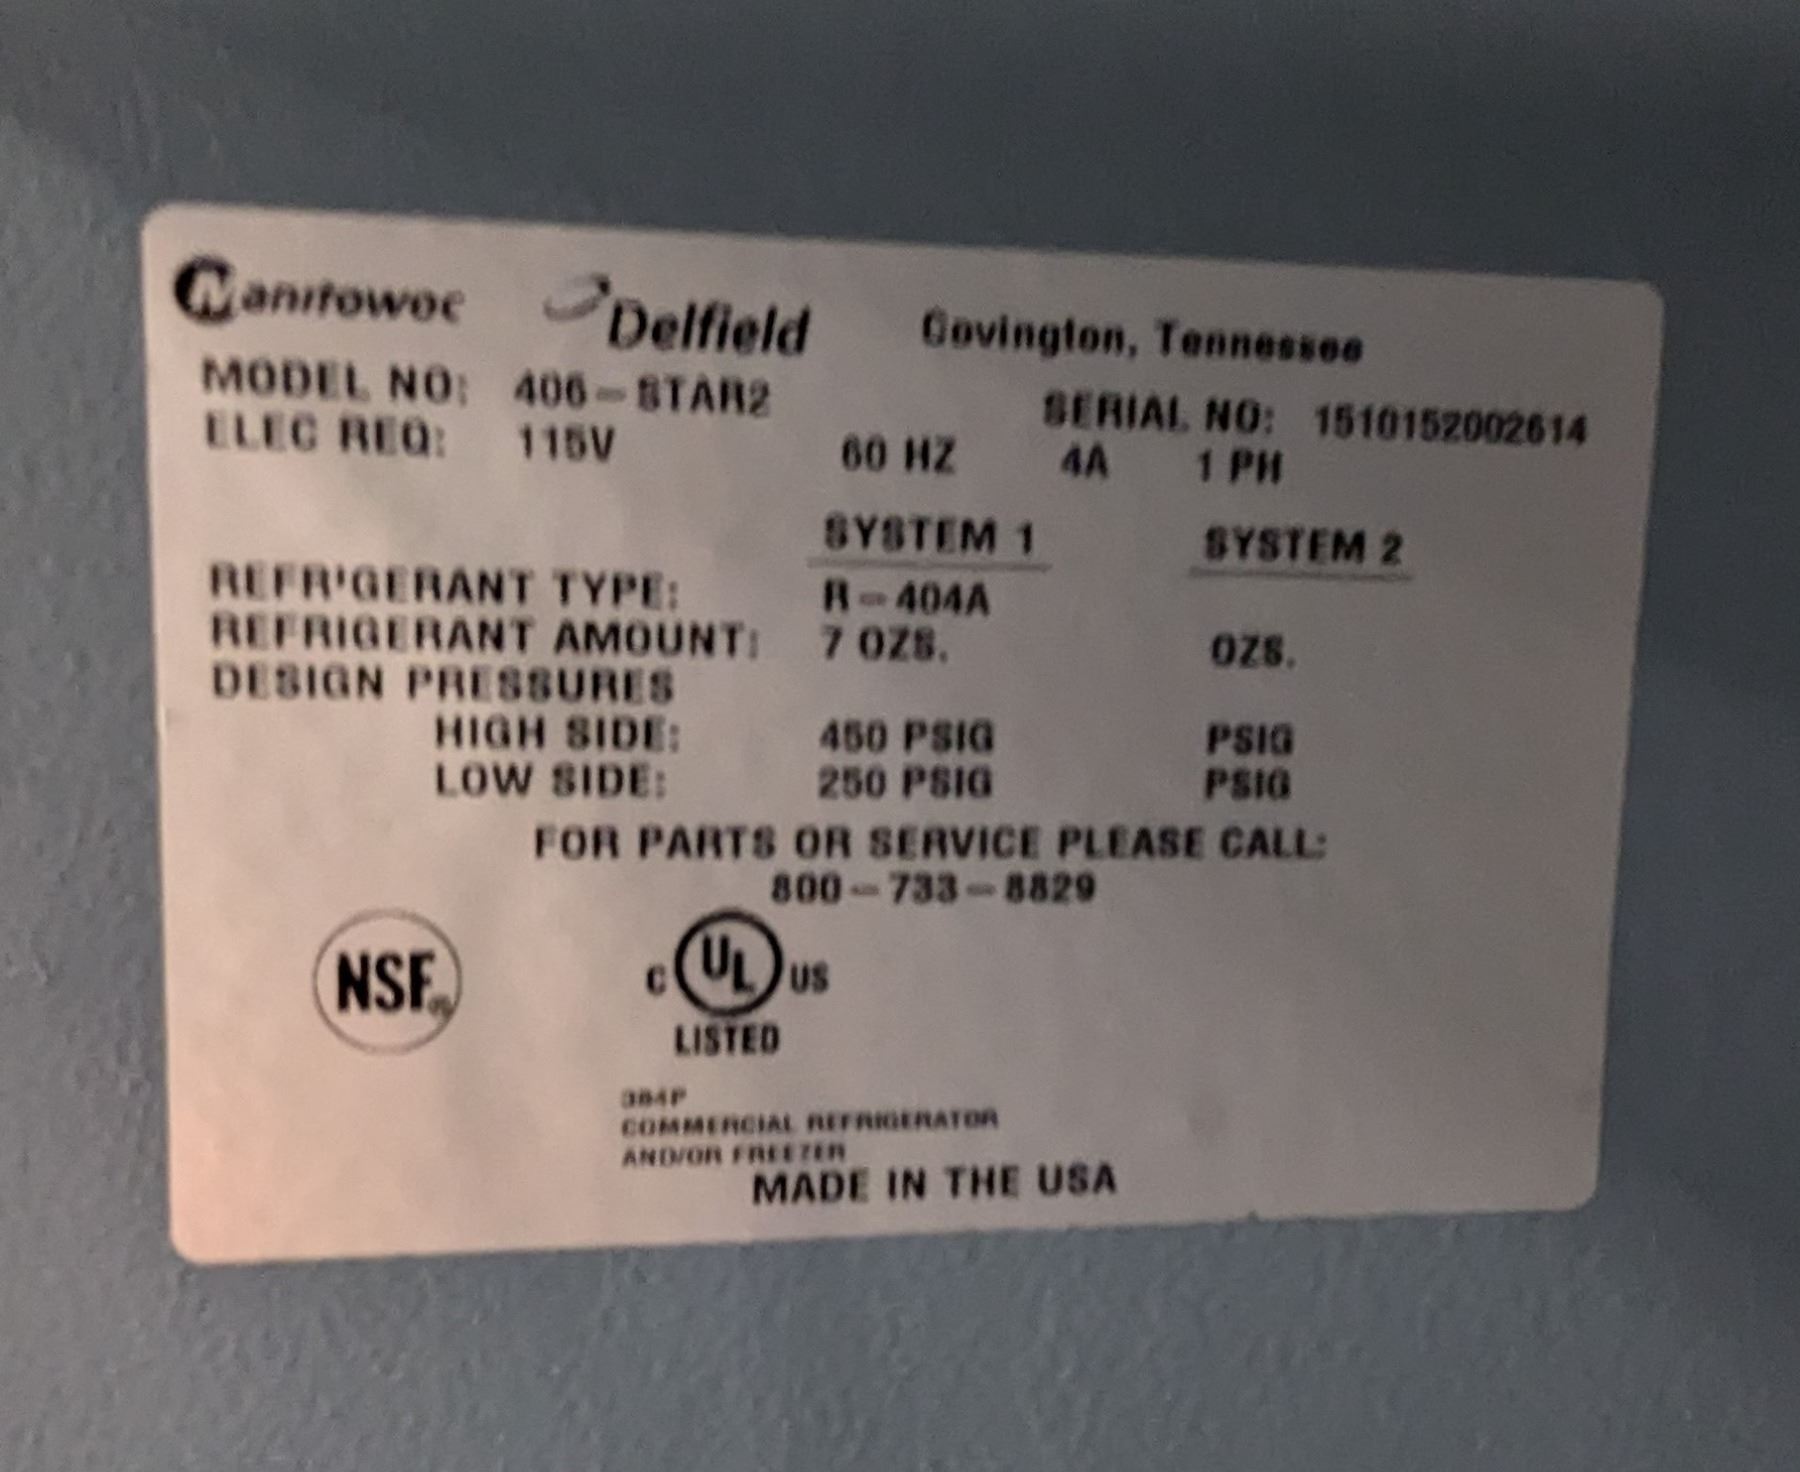 Manitowoc Delfield Covington, Tennessee
MODEL NO: 406-STAR2 SERIAL NO: 1510152002614
ELEC REQ: 115V 60 HZ 4A 1 PH
SYSTEM 1 SYSTEM 2
REFRIGERANT TYPE: R-404A
REFRIGERANT AMOUNT: 7 OZS. OZS.
DESIGN PRESSURES
HIGH SIDE: 450 PSIG PSIG
LOW SIDE: 250 PSIG PSIG
FOR PARTS OR SERVICE PLEASE CALL:
800-733-8829
NSF®
C UL US
LISTED
384P
COMMERCIAL REFRIGERATOR
AND/OR FREEZER
MADE IN THE USA